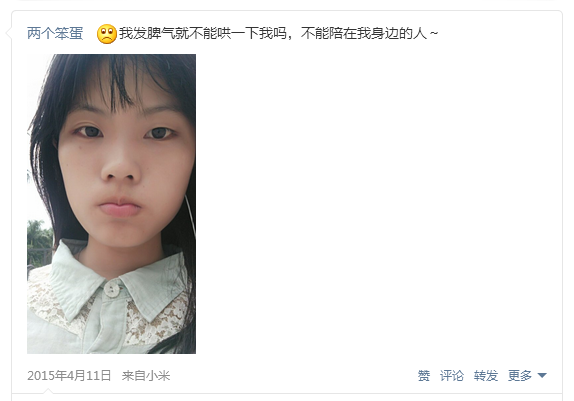 两个笨蛋 我发脾气就不能哄一下我吗，不能陪在我身边的人～
2015年4月11日 来自小米 赞 评论 转发 更多